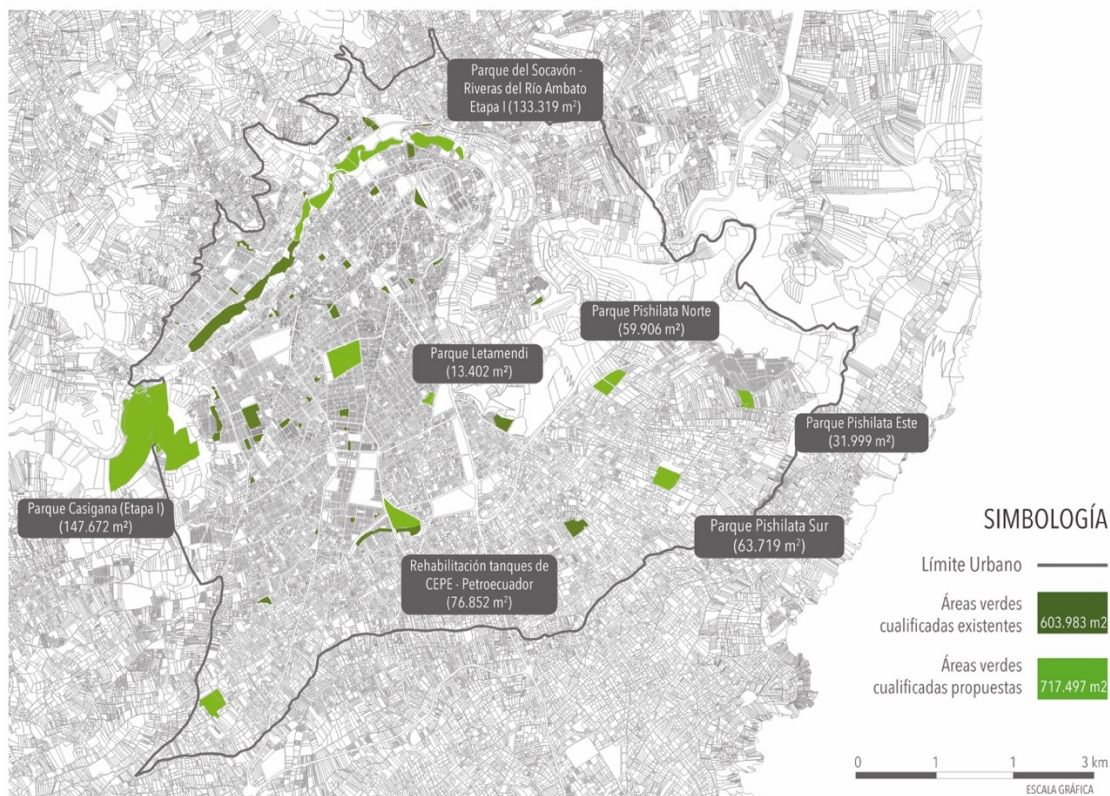 Parque del Socavón -
Riveras del Río Ambato
Etapa I (133.319 m²)
Parque Pishilata Norte
(59.906 m²)
Parque Letamendi
(13.402 m²)
Parque Pishilata Este
(31.999 m²)
Parque Casigana (Etapa I)
(147.672 m²)
Parque Pishilata Sur
(63.719 m²)
Rehabilitación tanques de
CEPE - Petroecuador
(76.852 m²)
SIMBOLOGÍA
Límite Urbano
Áreas verdes
cualificadas existentes
603.983 m2
Áreas verdes
cualificadas propuestas
717.497 m2
0 1 1 3 km
ESCALA GRÁFICA